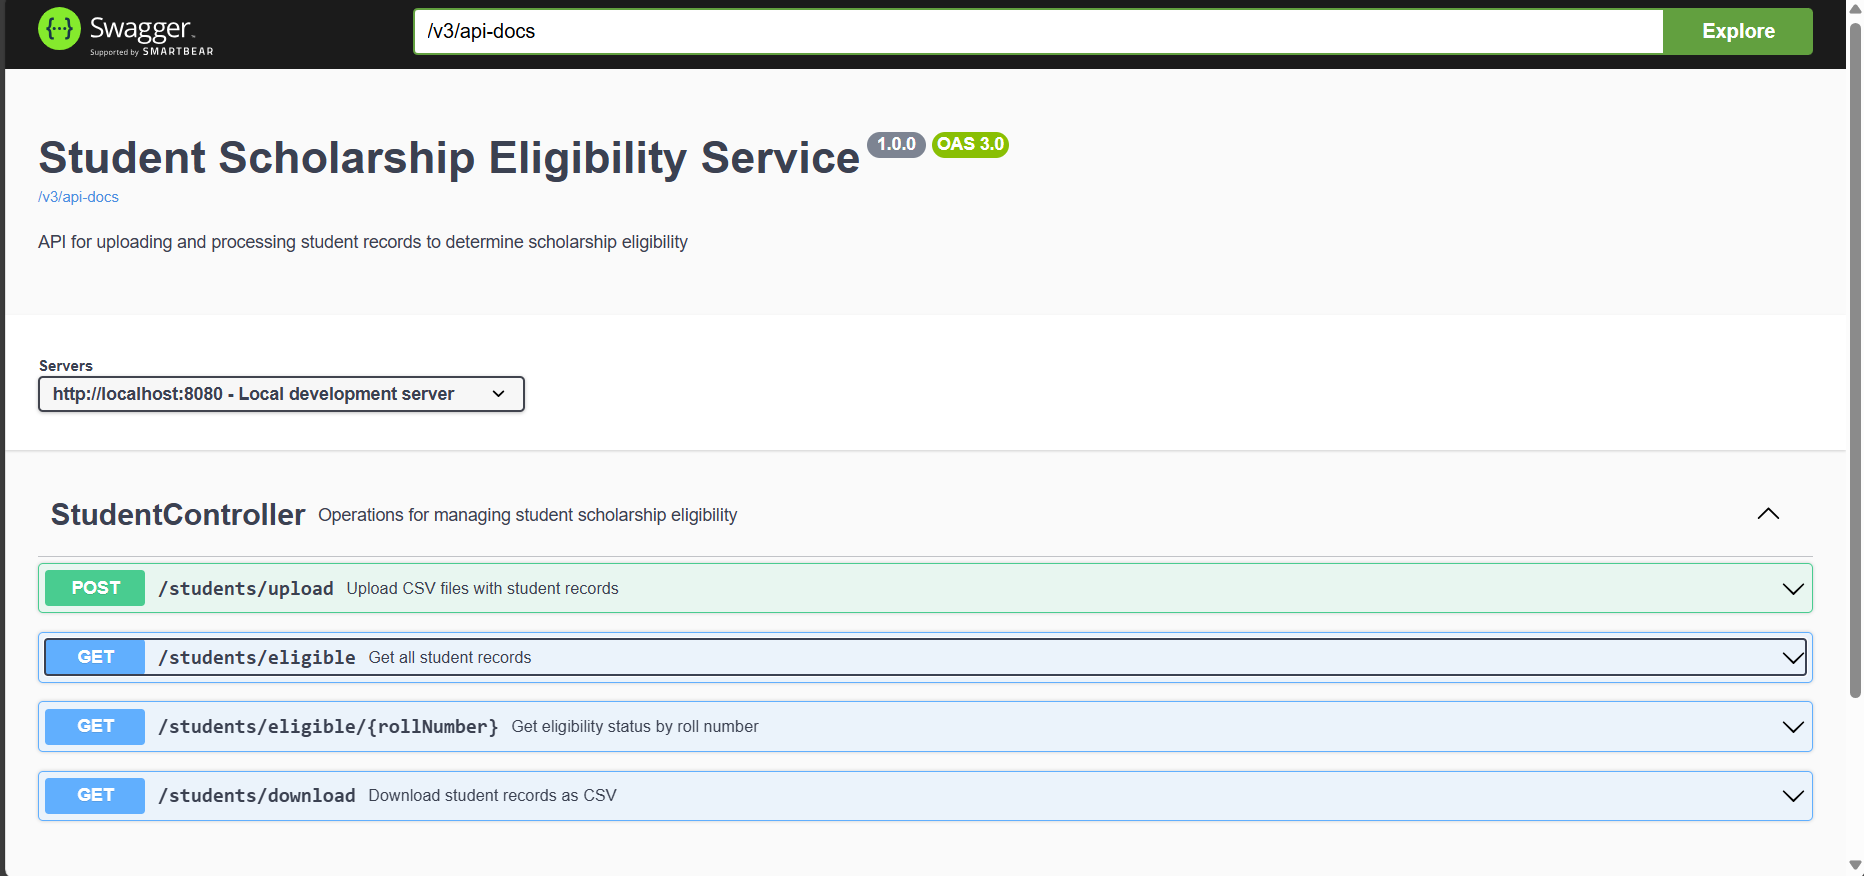 {···} Swagger™
Supported by SMARTBEAR
/v3/api-docs
Explore
Student Scholarship Eligibility Service 1.0.0 OAS 3.0
/v3/api-docs
API for uploading and processing student records to determine scholarship eligibility
Servers
http://localhost:8080 - Local development server
StudentController Operations for managing student scholarship eligibility
POST /students/upload Upload CSV files with student records
GET /students/eligible Get all student records
GET /students/eligible/{rollNumber} Get eligibility status by roll number
GET /students/download Download student records as CSV